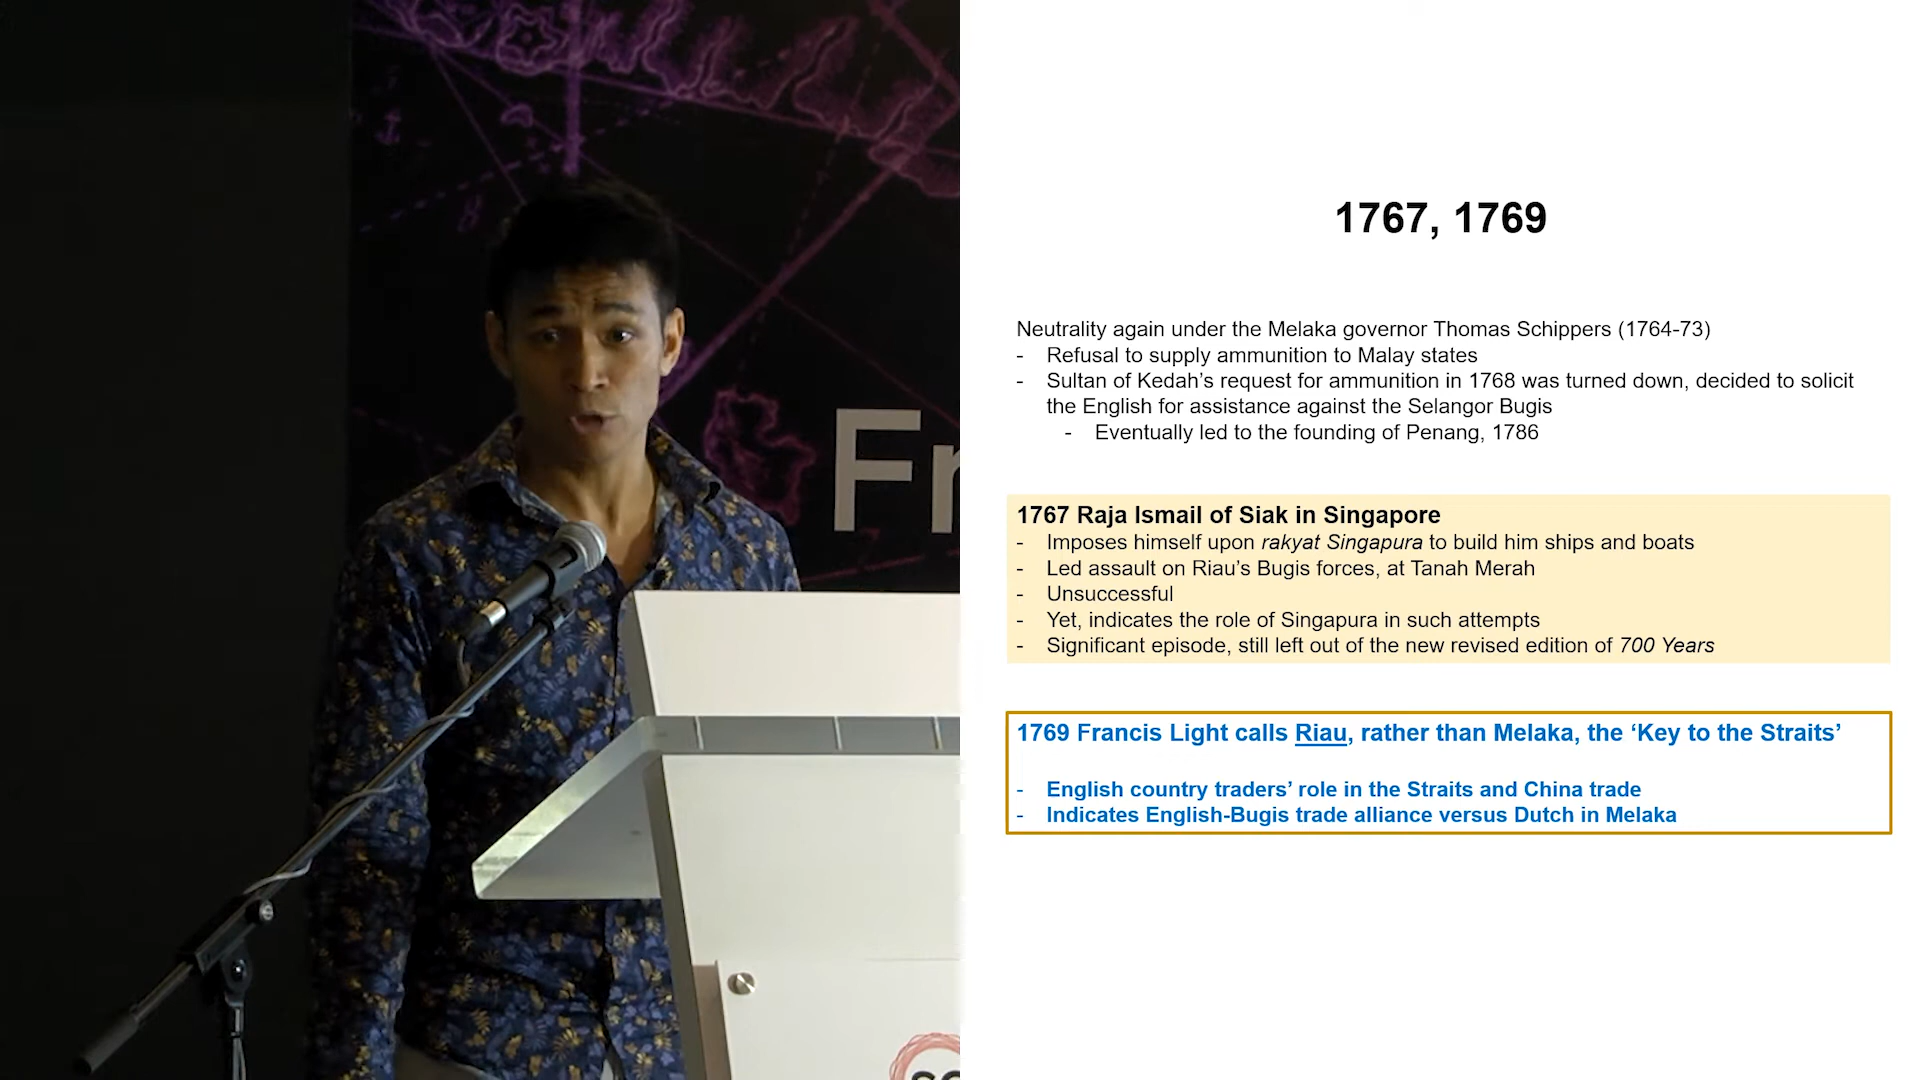 Fr
1767, 1769
Neutrality again under the Melaka governor Thomas Schippers (1764-73)
- Refusal to supply ammunition to Malay states
- Sultan of Kedah's request for ammunition in 1768 was turned down, decided to solicit
the English for assistance against the Selangor Bugis
- Eventually led to the founding of Penang, 1786
1767 Raja Ismail of Siak in Singapore
- Imposes himself upon rakyat Singapura to build him ships and boats
- Led assault on Riau's Bugis forces, at Tanah Merah
- Unsuccessful
- Yet, indicates the role of Singapura in such attempts
- Significant episode, still left out of the new revised edition of 700 Years
1769 Francis Light calls Riau, rather than Melaka, the ‘Key to the Straits’
- English country traders’ role in the Straits and China trade
- Indicates English-Bugis trade alliance versus Dutch in Melaka